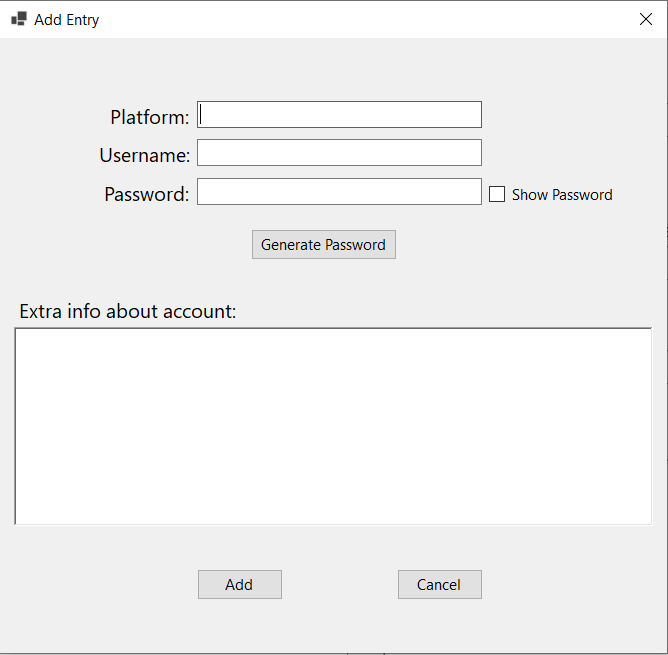 Add Entry
Platform:
Username:
Password:
Show Password
Generate Password
Extra info about account:
Add
Cancel